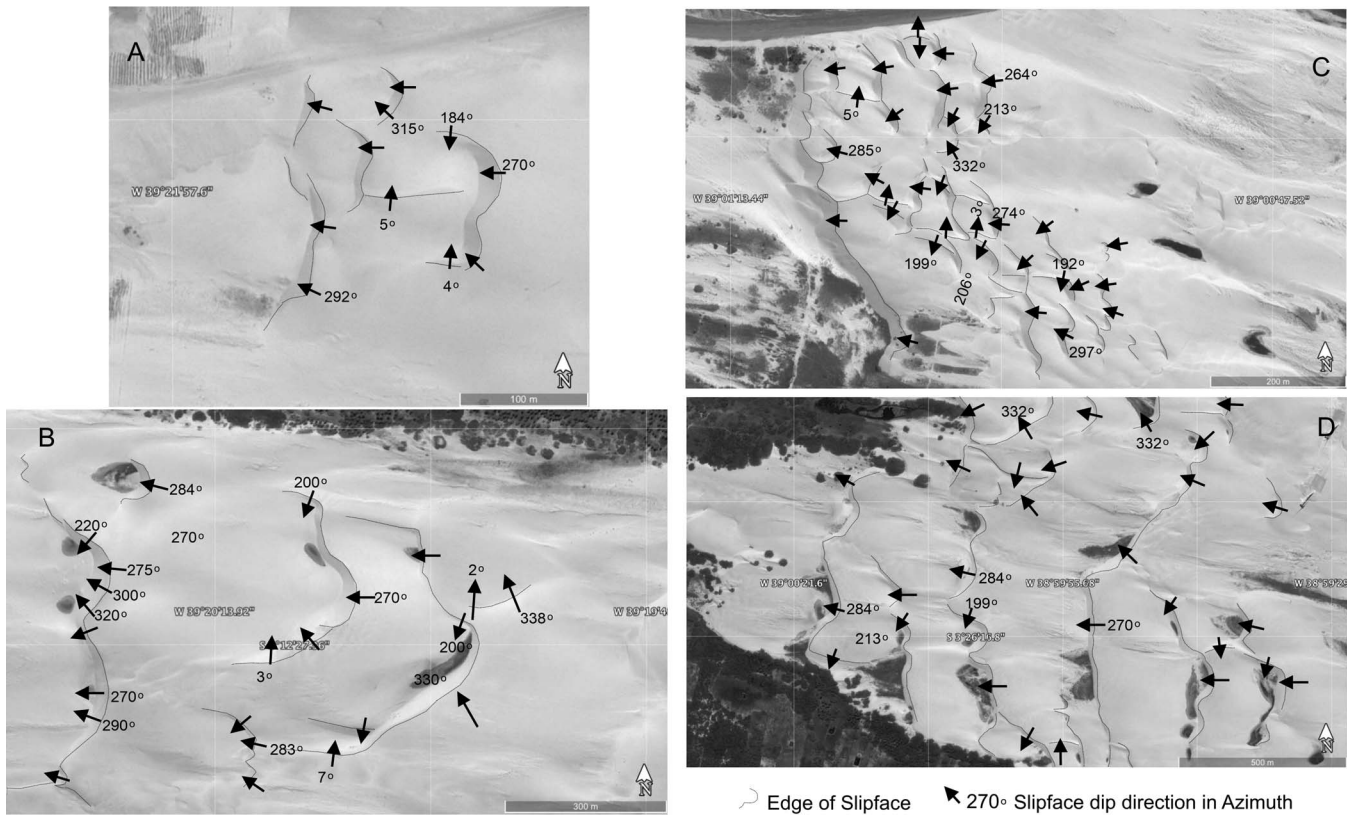 A
315°
184°
270°
W 39°21'57.6"
5°
4°
292°
N
100 m
C
264°
213°
5°
285°
332°
W 39°01'13.44"
W 39°00'47.52"
3°
274°
199°
206°
192°
297°
N
200 m
B
284°
200°
220°
270°
275°
300°
2°
320°
W 39°20'13.92"
270°
338°
200°
3°
330°
270°
290°
283°
7°
N
300 m
D
332°
332°
284°
W 39°00'21.6"
W 38°59'55.68"
284°
199°
213°
270°
S 3°26'16.8"
N
500 m
Edge of Slipface
270° Slipface dip direction in Azimuth